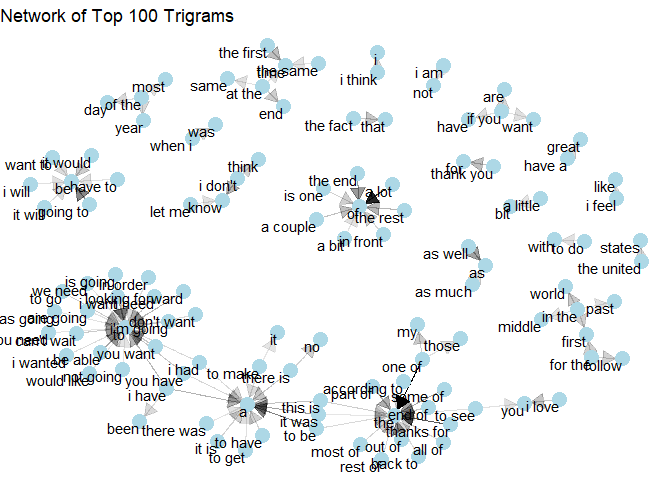 Network of Top 100 Trigrams
the first
time
the same
i
i think
i am
not
same
at the
end
most
day
of the
year
are
have
if you
want
the fact
that
was
when i
great
have a
want to
it would
be
have to
i will
it will
going to
think
i don't
let me
know
the end
a lot
is one
of
the rest
a couple
a bit
in front
for
thank you
like
i feel
a little
bit
with
to do
states
the united
as well
as
as much
is going
in order
we need
looking forward
to go
i want
need
as going
are going
don't want
i'm going
you need
can't wait
to
i wanted
be able
you want
would like
not going
you have
i had
to make
i have
it
no
there is
world
past
in the
middle
first
for the
follow
my
those
one of
according to
part of
some of
this is
end of
to see
you
i love
it was
the
to be
thanks for
been
there was
a
it is
to have
to get
most of
out of
all of
rest of
back to